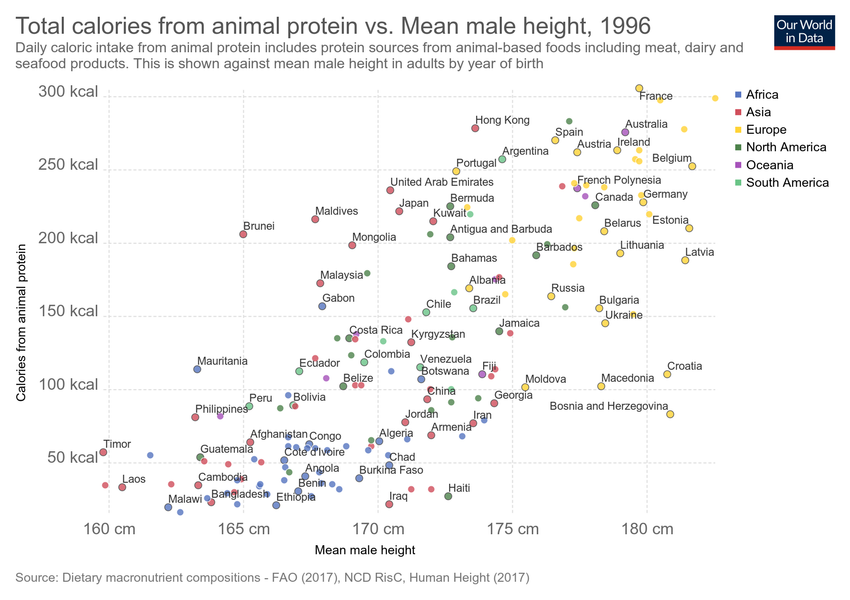 Total calories from animal protein vs. Mean male height, 1996
Our World
in Data
Daily caloric intake from animal protein includes protein sources from animal-based foods including meat, dairy and
seafood products. This is shown against mean male height in adults by year of birth
300 kcal
France
Africa
Asia
Europe
North America
Oceania
South America
Hong Kong
Australia
Spain
Austria
Ireland
Argentina
Belgium
250 kcal
Portugal
United Arab Emirates
French Polynesia
Bermuda
Canada
Germany
Japan
Maldives
Kuwait
Estonia
Brunei
Antigua and Barbuda
Belarus
200 kcal
Mongolia
Barbados
Lithuania
Latvia
Bahamas
Malaysia
Albania
Russia
Gabon
Chile
Brazil
Bulgaria
150 kcal
Ukraine
Costa Rica
Kyrgyzstan
Jamaica
Mauritania
Ecuador
Colombia
Venezuela
Botswana
Fiji
Croatia
Belize
Moldova
Macedonia
100 kcal
China
Georgia
Peru
Bolivia
Bosnia and Herzegovina
Philippines
Jordan
Iran
Armenia
Afghanistan
Congo
Algeria
Timor
Guatemala
Cote d'Ivoire
Chad
50 kcal
Angola
Burkina Faso
Laos
Cambodia
Benin
Haiti
Malawi
Bangladesh
Ethiopia
Iraq
160 cm
165 cm
170 cm
175 cm
180 cm
Mean male height
Calories from animal protein
Source: Dietary macronutrient compositions - FAO (2017), NCD RisC, Human Height (2017)